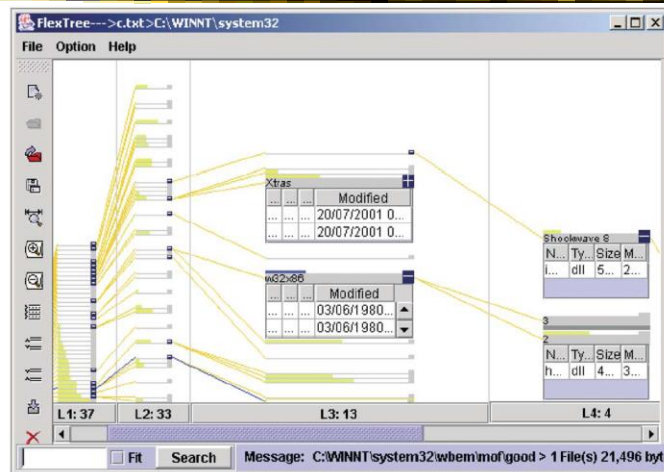 FlexTree--->c.txt>C:\WINNT\system32
File Option Help
Xtras
... ... ... Modified
... ... ... 20/07/2001 0...
... ... ... 20/07/2001 0...
Shockwave 8
N... Ty... Size M...
i... dll 5... 2...
w32x86
... ... ... Modified
... ... ... 03/06/1980...
... ... ... 03/06/1980...
3
2
N... Ty... Size M...
h... dll 4... 3...
L1: 37 L2: 33 L3: 13 L4: 4
Fit Search Message: C:\WINNT\system32\wbem\mof\good > 1 File(s) 21,496 byt